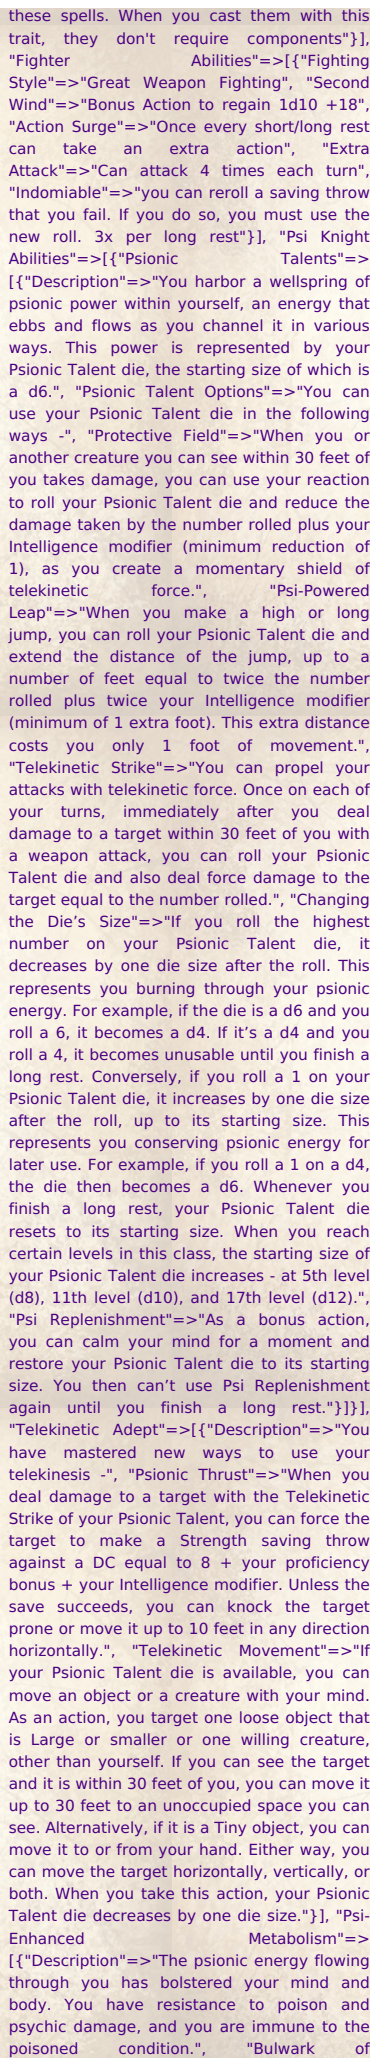 these spells. When you cast them with this
trait, they don't require components"}],
"Fighter Abilities"=>[{"Fighting
Style"=>"Great Weapon Fighting", "Second
Wind"=>"Bonus Action to regain 1d10 +18",
"Action Surge"=>"Once every short/long rest
can take an extra action", "Extra
Attack"=>"Can attack 4 times each turn",
"Indomiable"=>"you can reroll a saving throw
that you fail. If you do so, you must use the
new roll. 3x per long rest"}], "Psi Knight
Abilities"=>[{"Psionic Talents"=>
[{"Description"=>"You harbor a wellspring of
psionic power within yourself, an energy that
ebbs and flows as you channel it in various
ways. This power is represented by your
Psionic Talent die, the starting size of which is
a d6.", "Psionic Talent Options"=>"You can
use your Psionic Talent die in the following
ways -", "Protective Field"=>"When you or
another creature you can see within 30 feet of
you takes damage, you can use your reaction
to roll your Psionic Talent die and reduce the
damage taken by the number rolled plus your
Intelligence modifier (minimum reduction of
1), as you create a momentary shield of
telekinetic force.", "Psi-Powered
Leap"=>"When you make a high or long
jump, you can roll your Psionic Talent die and
extend the distance of the jump, up to a
number of feet equal to twice the number
rolled plus twice your Intelligence modifier
(minimum of 1 extra foot). This extra distance
costs you only 1 foot of movement.",
"Telekinetic Strike"=>"You can propel your
attacks with telekinetic force. Once on each of
your turns, immediately after you deal
damage to a target within 30 feet of you with
a weapon attack, you can roll your Psionic
Talent die and also deal force damage to the
target equal to the number rolled.", "Changing
the Die’s Size"=>"If you roll the highest
number on your Psionic Talent die, it
decreases by one die size after the roll. This
represents you burning through your psionic
energy. For example, if the die is a d6 and you
roll a 6, it becomes a d4. If it’s a d4 and you
roll a 4, it becomes unusable until you finish a
long rest. Conversely, if you roll a 1 on your
Psionic Talent die, it increases by one die size
after the roll, up to its starting size. This
represents you conserving psionic energy for
later use. For example, if you roll a 1 on a d4,
the die then becomes a d6. Whenever you
finish a long rest, your Psionic Talent die
resets to its starting size. When you reach
certain levels in this class, the starting size of
your Psionic Talent die increases - at 5th level
(d8), 11th level (d10), and 17th level (d12).",
"Psi Replenishment"=>"As a bonus action,
you can calm your mind for a moment and
restore your Psionic Talent die to its starting
size. You then can’t use Psi Replenishment
again until you finish a long rest."}]}],
"Telekinetic Adept"=>[{"Description"=>"You
have mastered new ways to use your
telekinesis -", "Psionic Thrust"=>"When you
deal damage to a target with the Telekinetic
Strike of your Psionic Talent, you can force the
target to make a Strength saving throw
against a DC equal to 8 + your proficiency
bonus + your Intelligence modifier. Unless the
save succeeds, you can knock the target
prone or move it up to 10 feet in any direction
horizontally.", "Telekinetic Movement"=>"If
your Psionic Talent die is available, you can
move an object or a creature with your mind.
As an action, you target one loose object that
is Large or smaller or one willing creature,
other than yourself. If you can see the target
and it is within 30 feet of you, you can move it
up to 30 feet to an unoccupied space you can
see. Alternatively, if it is a Tiny object, you can
move it to or from your hand. Either way, you
can move the target horizontally, vertically, or
both. When you take this action, your Psionic
Talent die decreases by one die size."}], "Psi-
Enhanced Metabolism"=>
[{"Description"=>"The psionic energy flowing
through you has bolstered your mind and
body. You have resistance to poison and
psychic damage, and you are immune to the
poisoned condition.", "Bulwark of